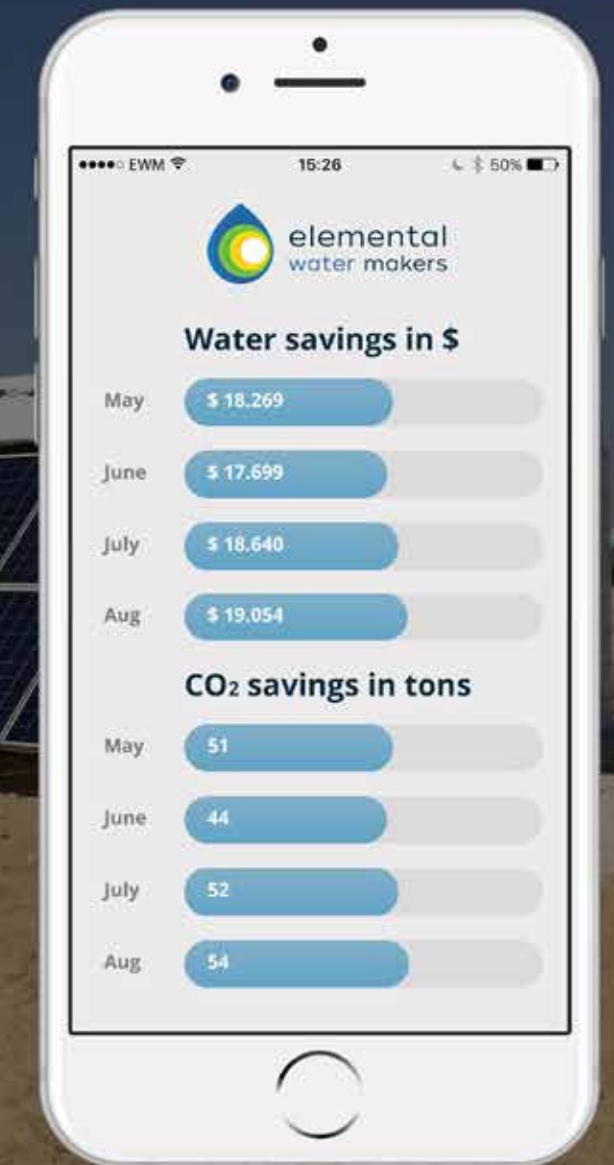 EWM 15:26 50%
elemental
water makers
Water savings in $
May $ 18.269
June $ 17.699
July $ 18.640
Aug $ 19.054
CO₂ savings in tons
May 51
June 44
July 52
Aug 54